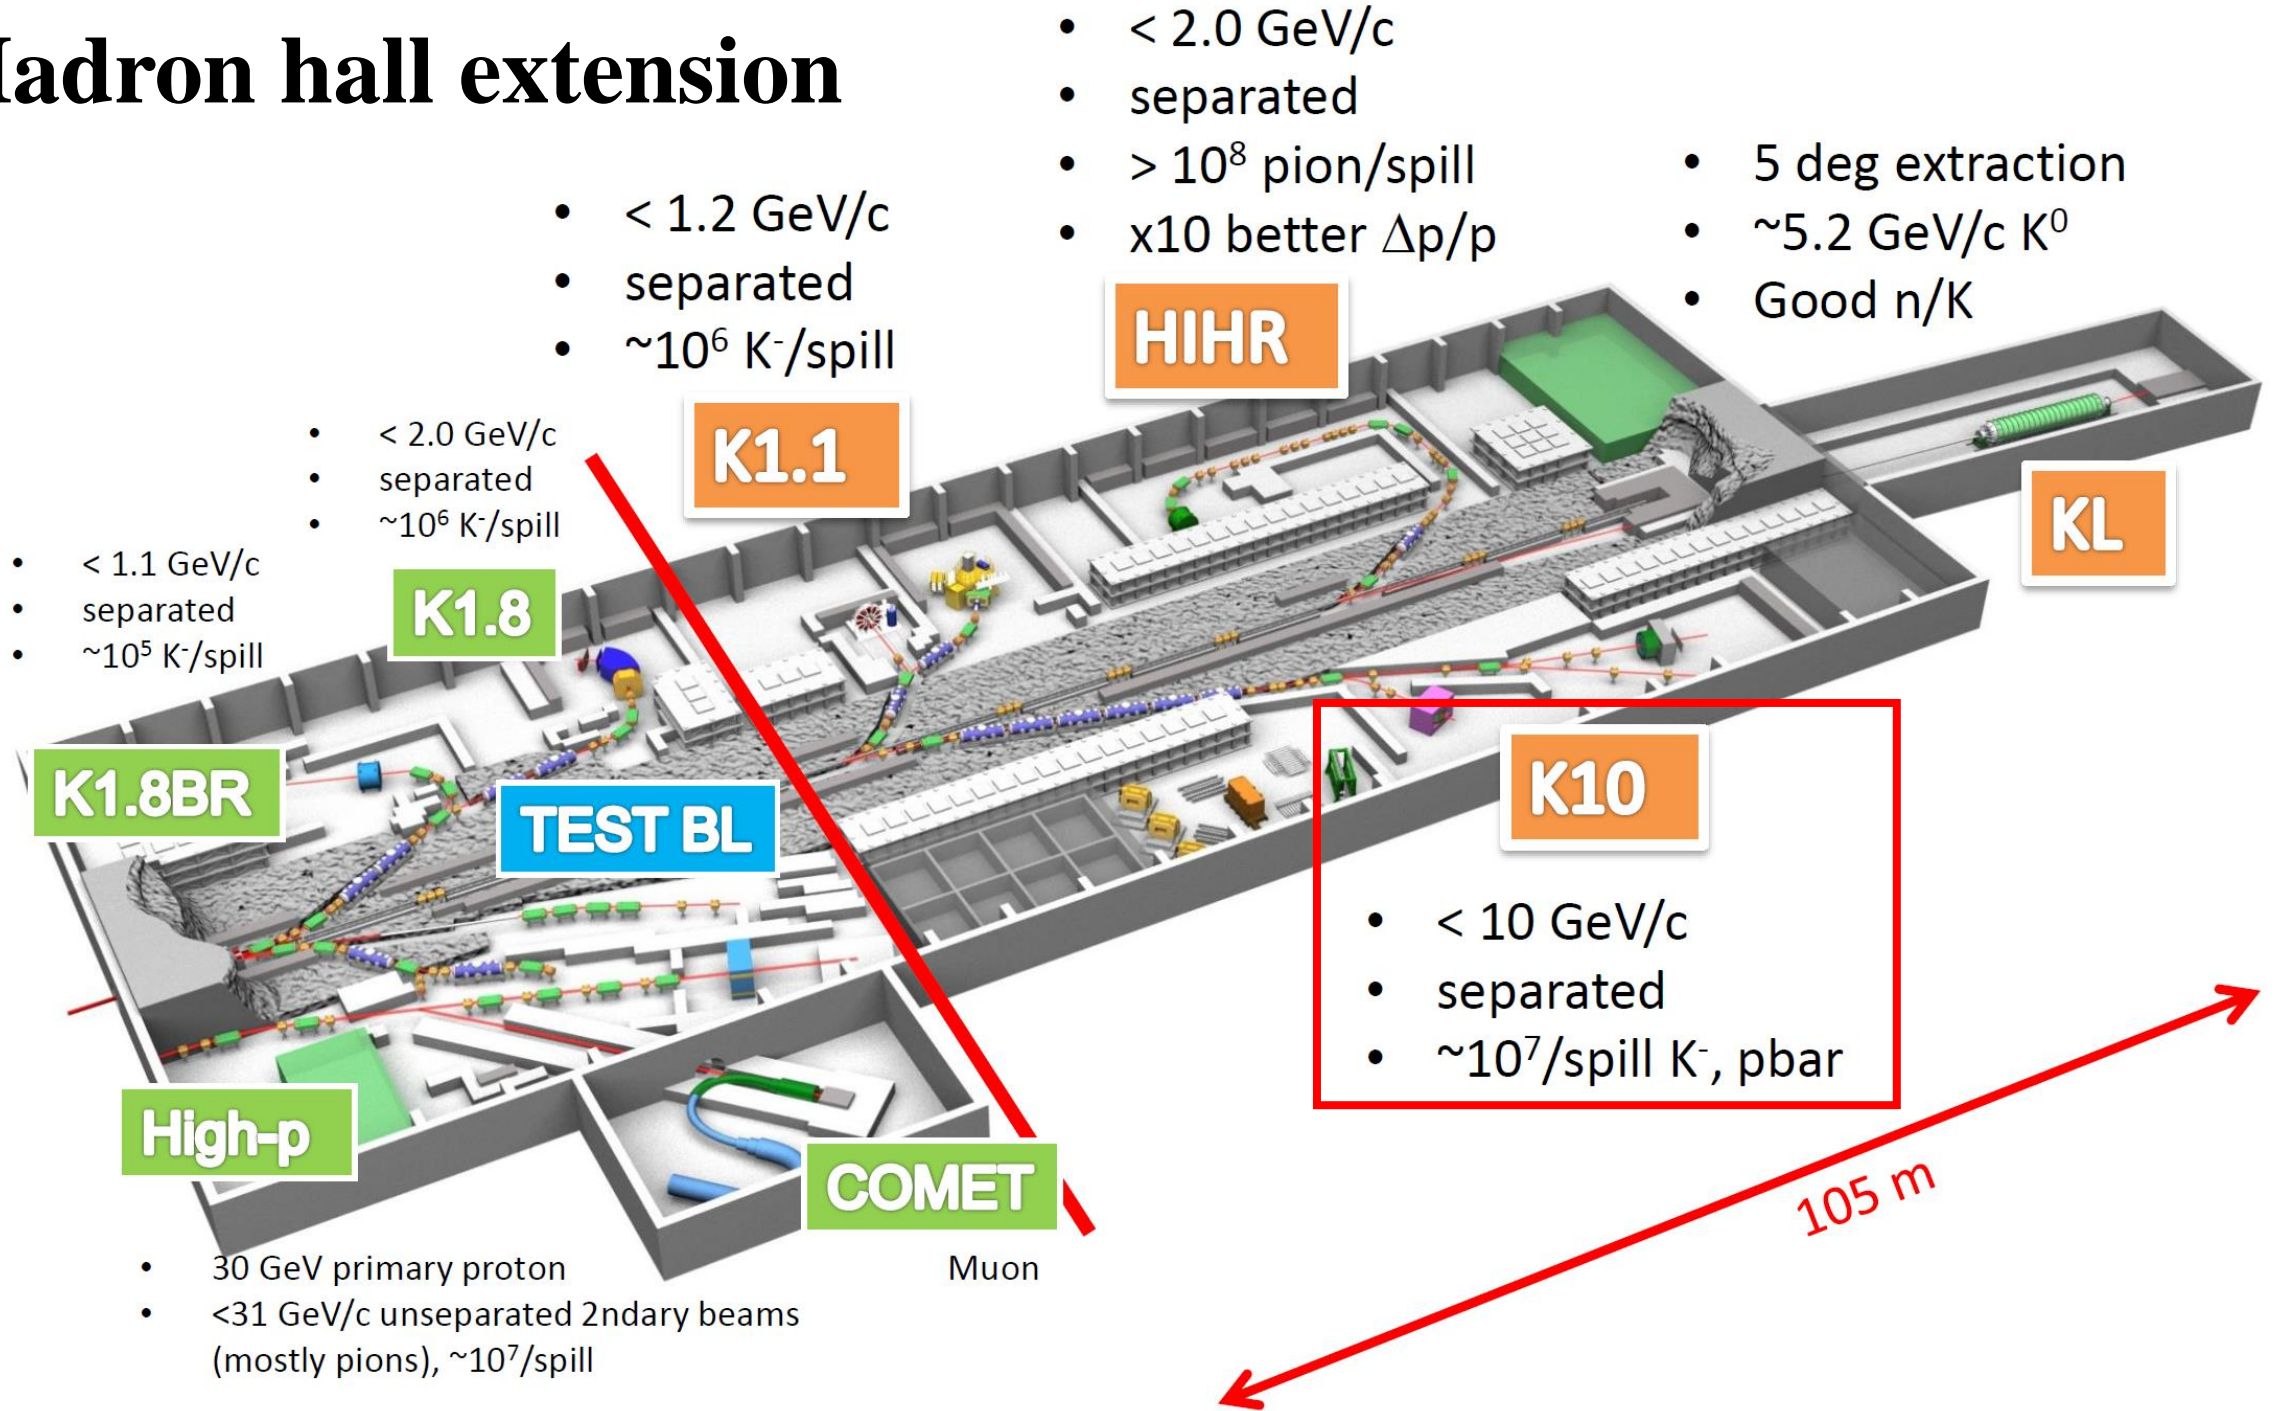 adron hall extension
• < 2.0 GeV/c
• separated
• > 10⁸ pion/spill
• x10 better Δp/p
HIHR
• 5 deg extraction
• ~5.2 GeV/c K⁰
• Good n/K
KL
• < 1.2 GeV/c
• separated
• ~10⁶ K⁻/spill
K1.1
• < 2.0 GeV/c
• separated
• ~10⁶ K⁻/spill
K1.8
• < 1.1 GeV/c
• separated
• ~10⁵ K⁻/spill
K1.8BR
TEST BL
K10
• < 10 GeV/c
• separated
• ~10⁷/spill K⁻, pbar
High-p
COMET
• 30 GeV primary proton
• <31 GeV/c unseparated 2ndary beams
(mostly pions), ~10⁷/spill
Muon
105 m